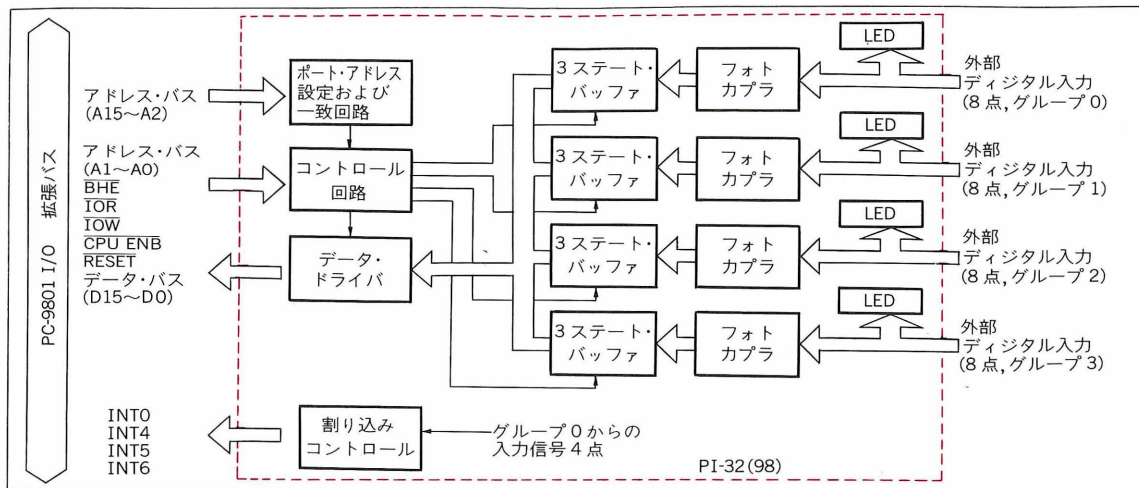 PC-9801 I/O 拡張バス
アドレス・バス
(A15～A2)
アドレス・バス
(A1～A0)
BHE
IOR
IOW
CPU ENB
RESET
データ・バス
(D15～D0)
INT0
INT4
INT5
INT6
ポート・アドレス
設定および
一致回路
コントロール
回路
データ・
ドライバ
割り込み
コントロール
グループ0からの
入力信号4点
3ステート・
バッファ
フォト
カプラ
LED
外部
ディジタル入力
(8点,グループ0)
3ステート・
バッファ
フォト
カプラ
LED
外部
ディジタル入力
(8点,グループ1)
3ステート・
バッファ
フォト
カプラ
LED
外部
ディジタル入力
(8点,グループ2)
3ステート・
バッファ
フォト
カプラ
LED
外部
ディジタル入力
(8点,グループ3)
PI-32(98)